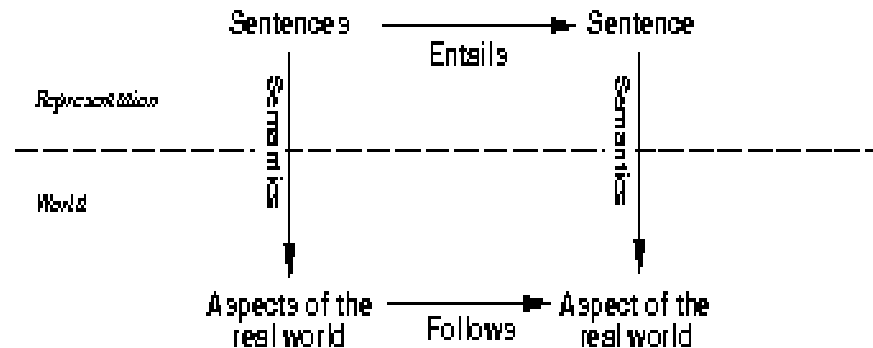 Sentences
Entails
Sentence
Representation
Semantics
Semantics
World
Aspects of the
real world
Follows
Aspect of the
real world